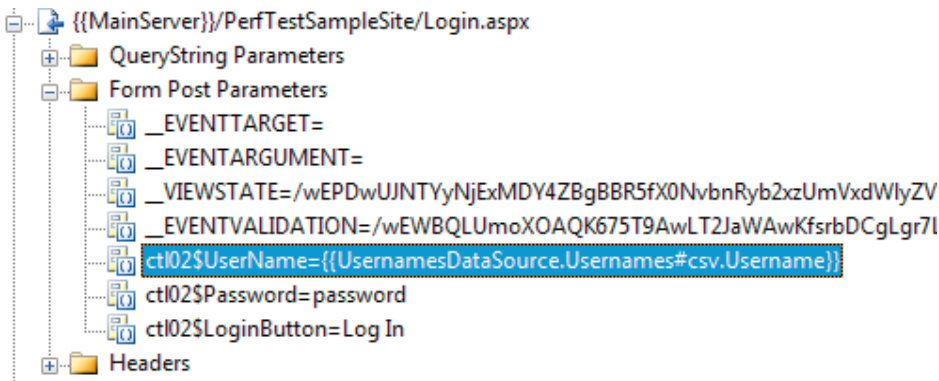 {{MainServer}}/PerfTestSampleSite/Login.aspx
QueryString Parameters
Form Post Parameters
__EVENTTARGET=
__EVENTARGUMENT=
__VIEWSTATE=/wEPDwUJNTYyNjExMDY4ZBgBBR5fX0NvbnRyb2xzUmVxdWlyZV
__EVENTVALIDATION=/wEWBQLUmoXOAQK675T9AwLT2JaWAwKfsrbDCgLgr7L
ctl02$UserName={{UsernamesDataSource.Usernames#csv.Username}}
ctl02$Password=password
ctl02$LoginButton=Log In
Headers